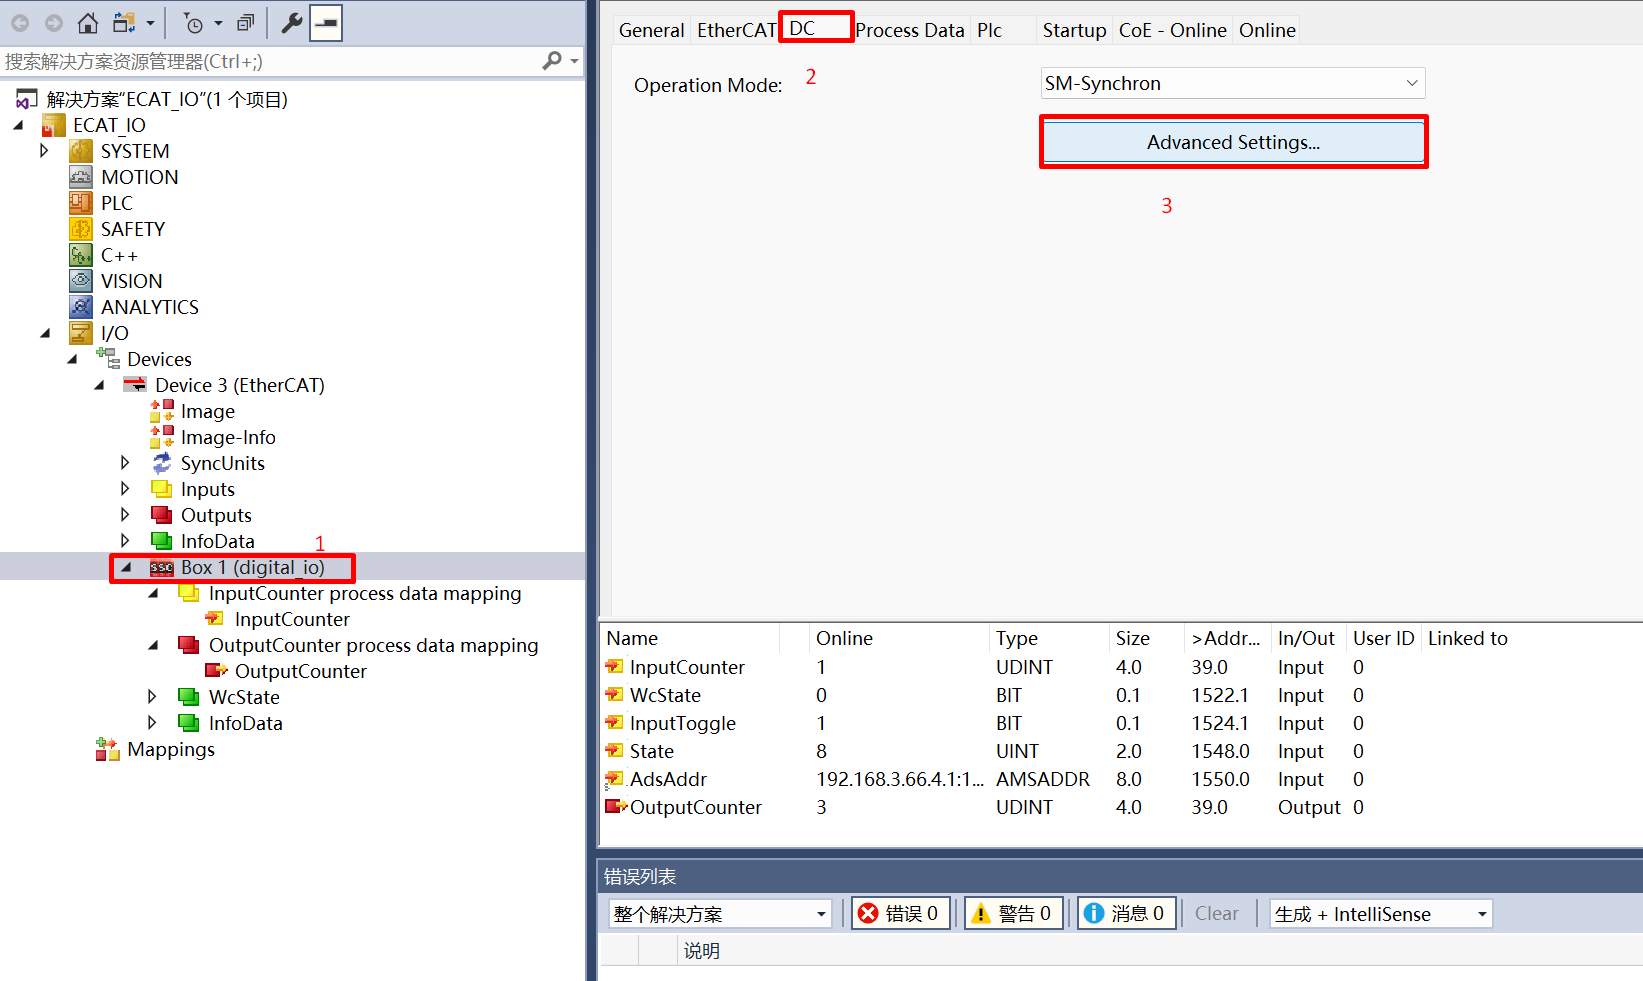 搜索解决方案资源管理器(Ctrl+;)
解决方案“ECAT_IO”(1 个项目)
ECAT_IO
SYSTEM
MOTION
PLC
SAFETY
C++
VISION
ANALYTICS
I/O
Devices
Device 3 (EtherCAT)
Image
Image-Info
SyncUnits
Inputs
Outputs
InfoData
1
SSC Box 1 (digital_io)
InputCounter process data mapping
InputCounter
OutputCounter process data mapping
OutputCounter
WcState
InfoData
Mappings
General EtherCAT DC Process Data Plc Startup CoE - Online Online
2
Operation Mode: SM-Synchron
Advanced Settings...
3
Name Online Type Size >Addr... In/Out User ID Linked to
InputCounter 1 UDINT 4.0 39.0 Input 0
WcState 0 BIT 0.1 1522.1 Input 0
InputToggle 1 BIT 0.1 1524.1 Input 0
State 8 UINT 2.0 1548.0 Input 0
AdsAddr 192.168.3.66.4.1:1... AMSADDR 8.0 1550.0 Input 0
OutputCounter 3 UDINT 4.0 39.0 Output 0
错误列表
整个解决方案 错误 0 警告 0 消息 0 Clear 生成 + IntelliSense
说明